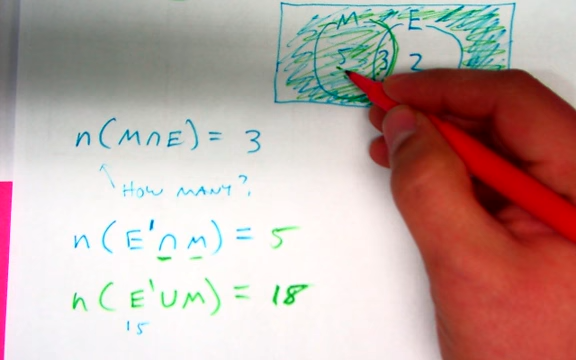 M E
5 3 2
n(M∩E) = 3
HOW MANY?
n(E'∩M) = 5
n(E'∪M) = 18
15